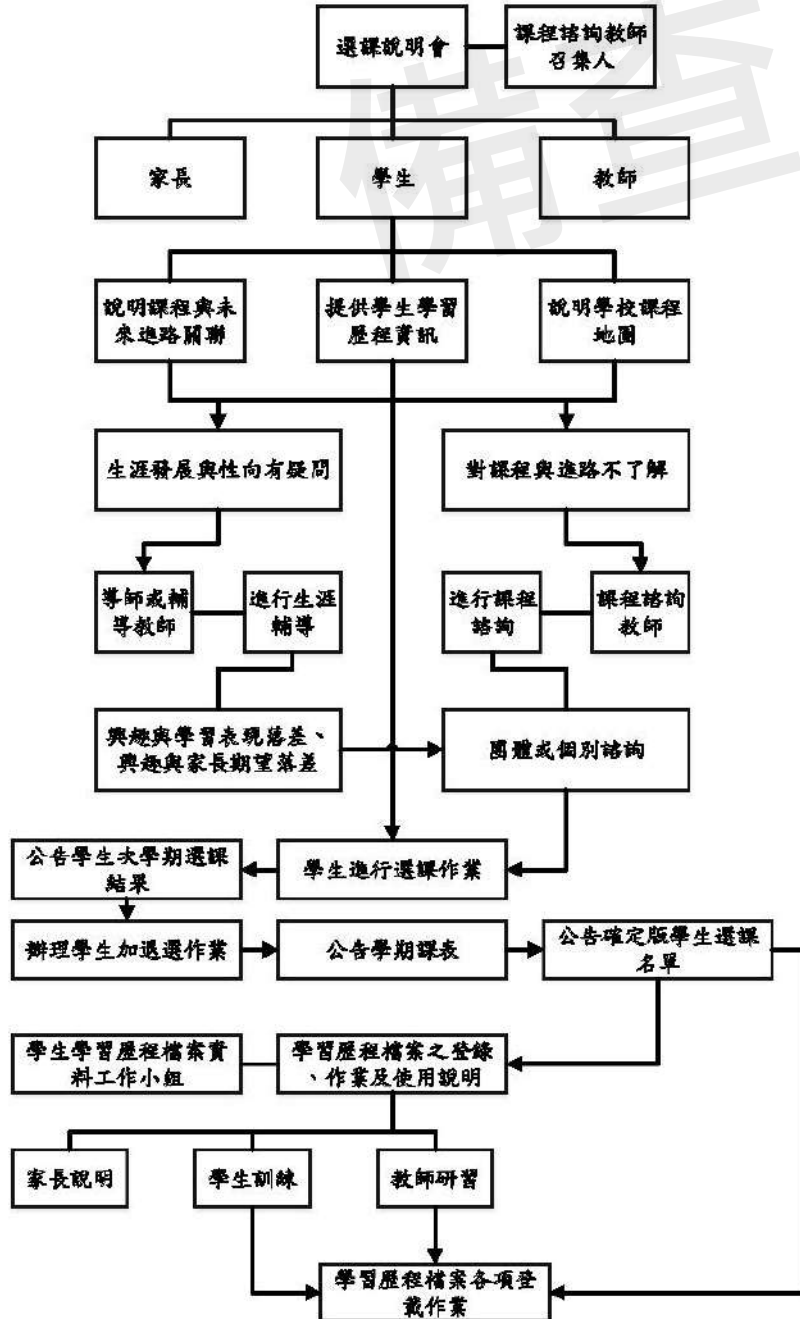 備查
選課說明會
課程諮詢教師
召集人
家長
學生
教師
說明課程與未
來進路關聯
提供學生學習
歷程資訊
說明學校課程
地圖
生涯發展與性向有疑問
對課程與進路不了解
導師或輔
導教師
進行生涯
輔導
進行課程
諮詢
課程諮詢
教師
興趣與學習表現落差、
興趣與家長期望落差
團體或個別諮詢
公告學生次學期選課
結果
學生進行選課作業
辦理學生加退選作業
公告學期課表
公告確定版學生選課
名單
學生學習歷程檔案資
料工作小組
學習歷程檔案之登錄
、作業及使用說明
家長說明
學生訓練
教師研習
學習歷程檔案各項登
載作業